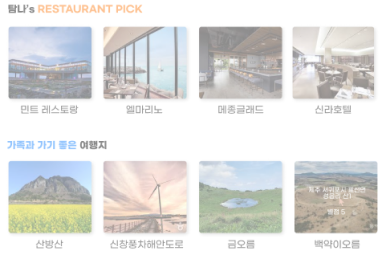 탐나's RESTAURANT PICK
먼트 레스토랑
엘마리노
메종글래드
신라호텔
가족과 가기 좋은 여행지
산방산
신창풍차해안도로
금오름
백약이오름